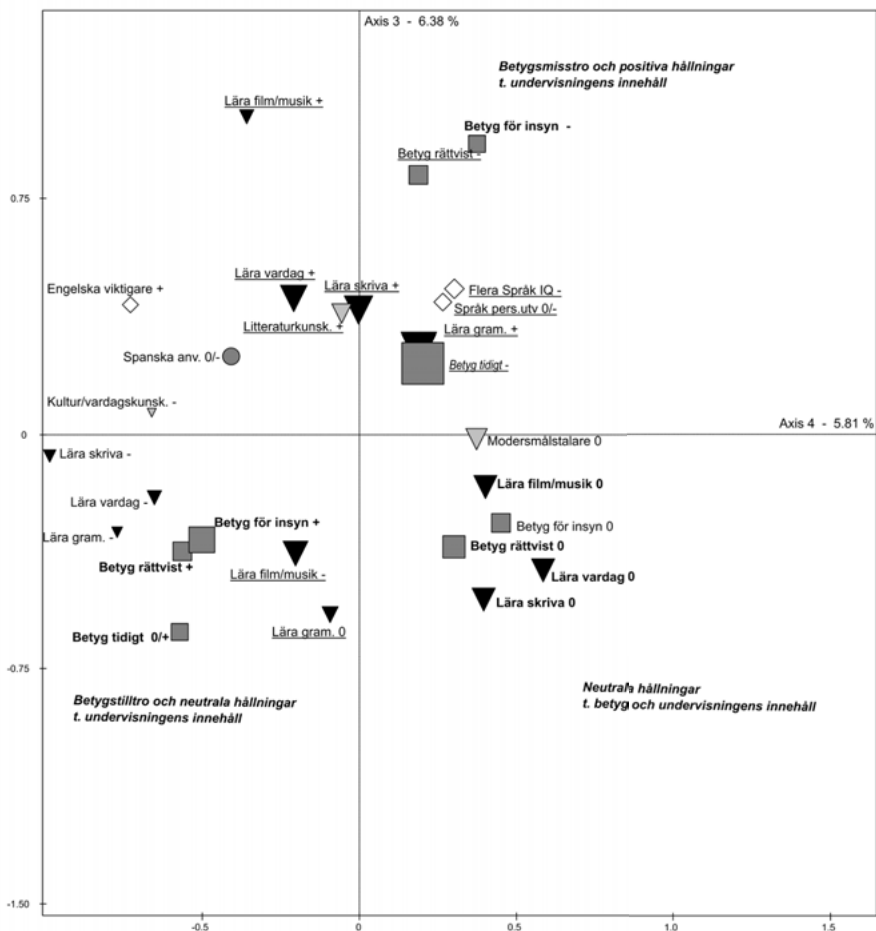 Axis 3 - 6.38 %
Betygsmisstro och positiva hållningar
t. undervisningens innehåll
Lära film/musik +
Betyg för insyn -
Betyg rättvist -
0.75
Lära vardag +
Lära skriva +
Flera Språk IQ -
Engelska viktigare +
Språk pers.utv 0/-
Litteraturkunsk. +
Lära gram. +
Spanska anv. 0/-
Betyg tidigt -
Kultur/vardagskunsk. -
Axis 4 - 5.81 %
0
Modersmålstalare 0
Lära skriva -
Lära film/musik 0
Lära vardag -
Betyg för insyn +
Betyg för insyn 0
Lära gram. -
Betyg rättvist 0
Betyg rättvist +
Lära film/musik -
Lära vardag 0
Lära skriva 0
Betyg tidigt 0/+
Lära gram. 0
-0.75
Betygstilltro och neutrala hållningar
t. undervisningens innehåll
Neutrala hållningar
t. betyg och undervisningens innehåll
-1.50
-0.5
0
0.5
1.0
1.5